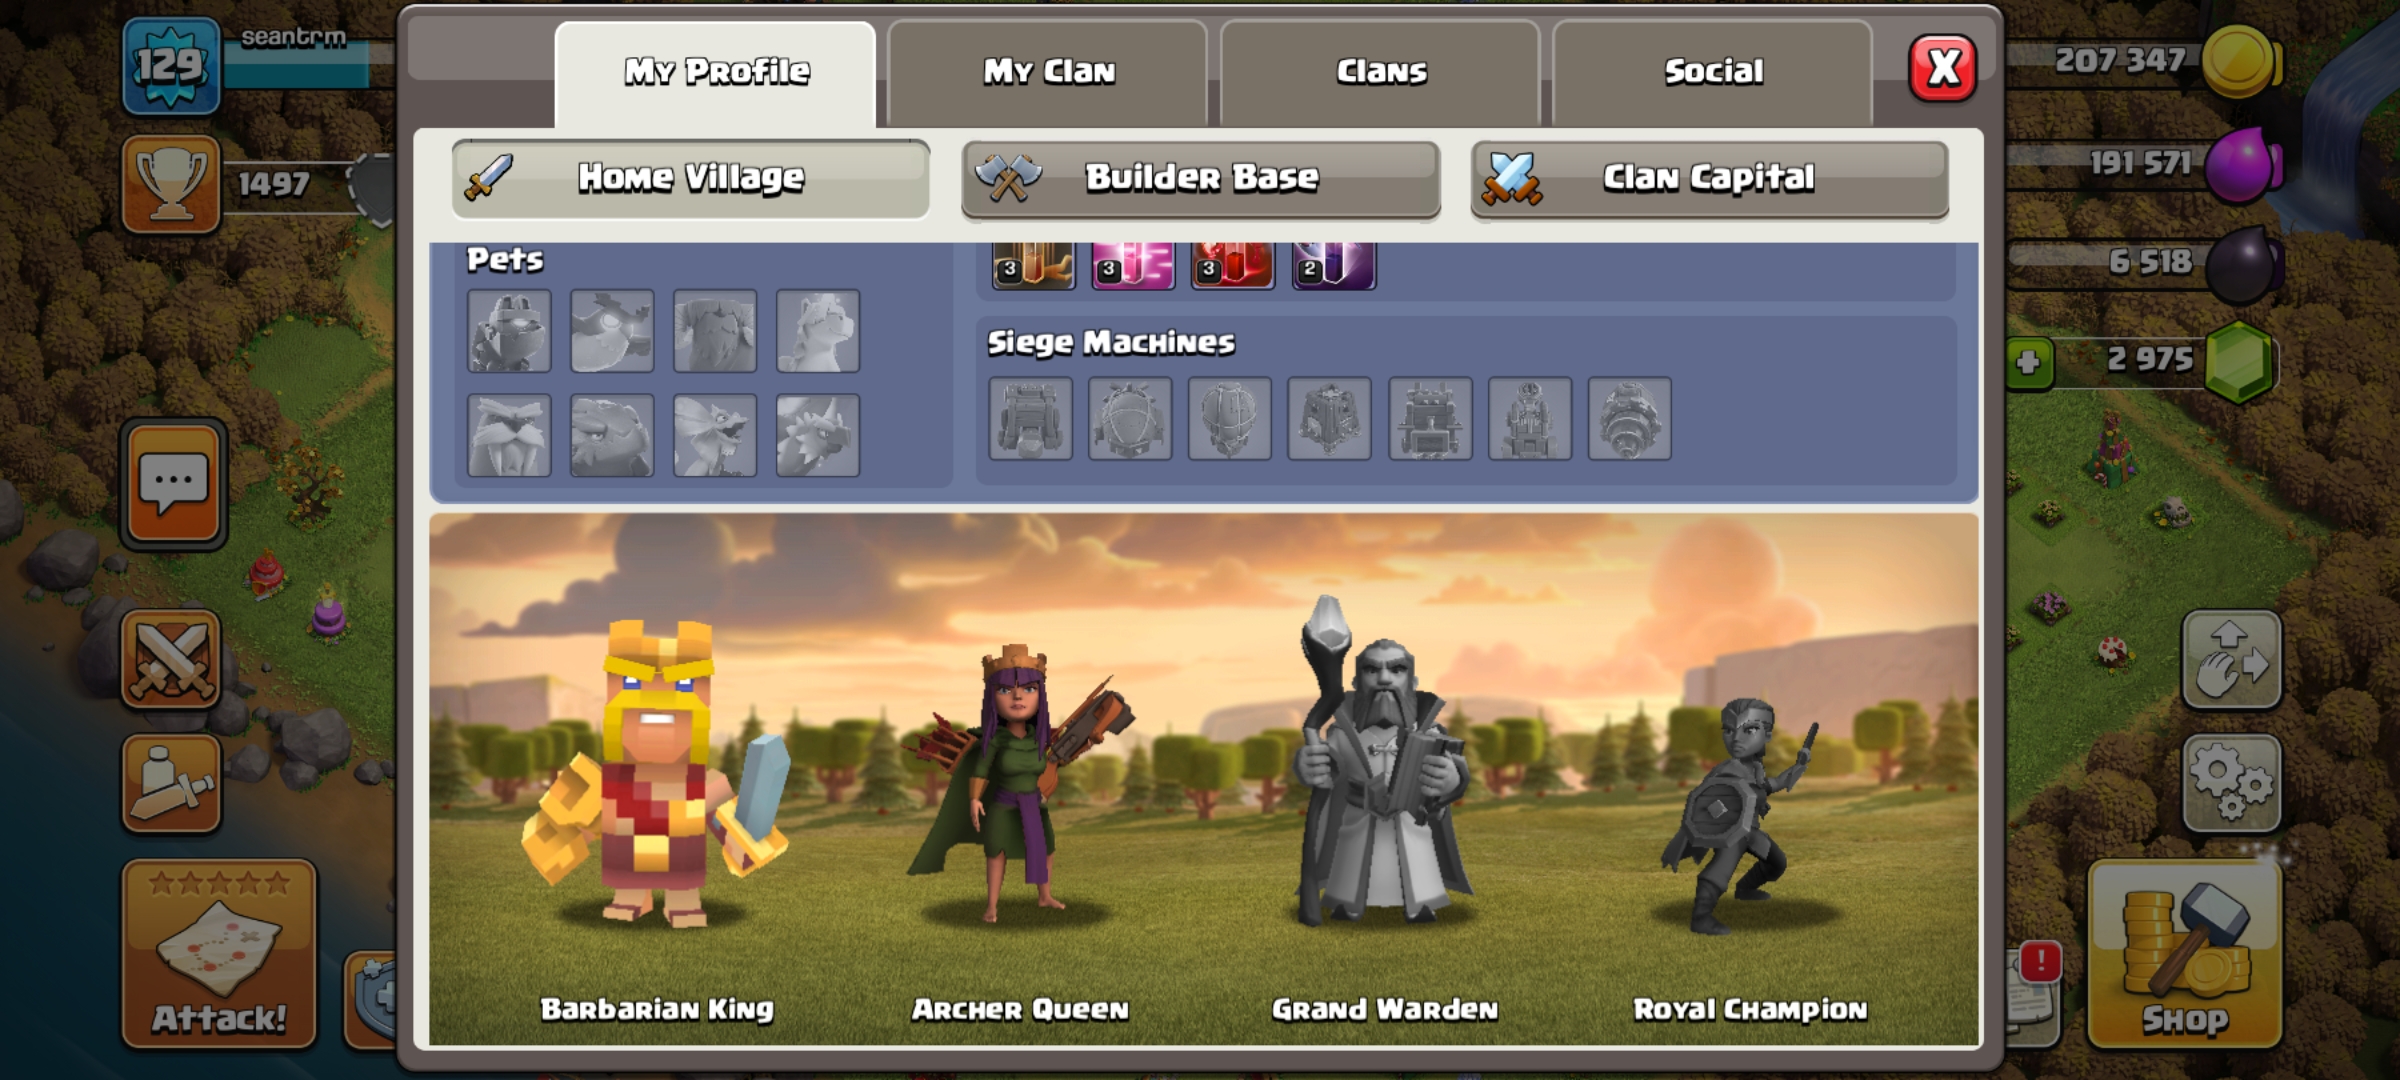 129
seantrm
My Profile
My Clan
Clans
Social
X
207 347
1497
Home Village
Builder Base
Clan Capital
191 571
Pets
3
3
3
2
6 518
Siege Machines
2 975
!
Attack!
Barbarian King
Archer Queen
Grand Warden
Royal Champion
Shop